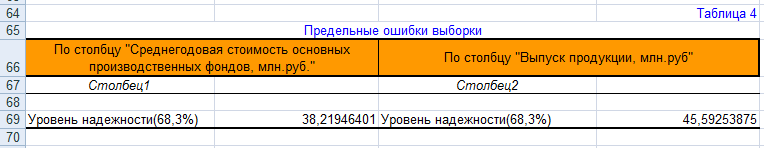 64 Таблица 4
65 Предельные ошибки выборки
По столбцу "Среднегодовая стоимость основных
66 производственных фондов, млн.руб." По столбцу "Выпуск продукции, млн.руб"
67 Столбец1 Столбец2
68
69 Уровень надежности(68,3%) 38,21946401 Уровень надежности(68,3%) 45,59253875
70